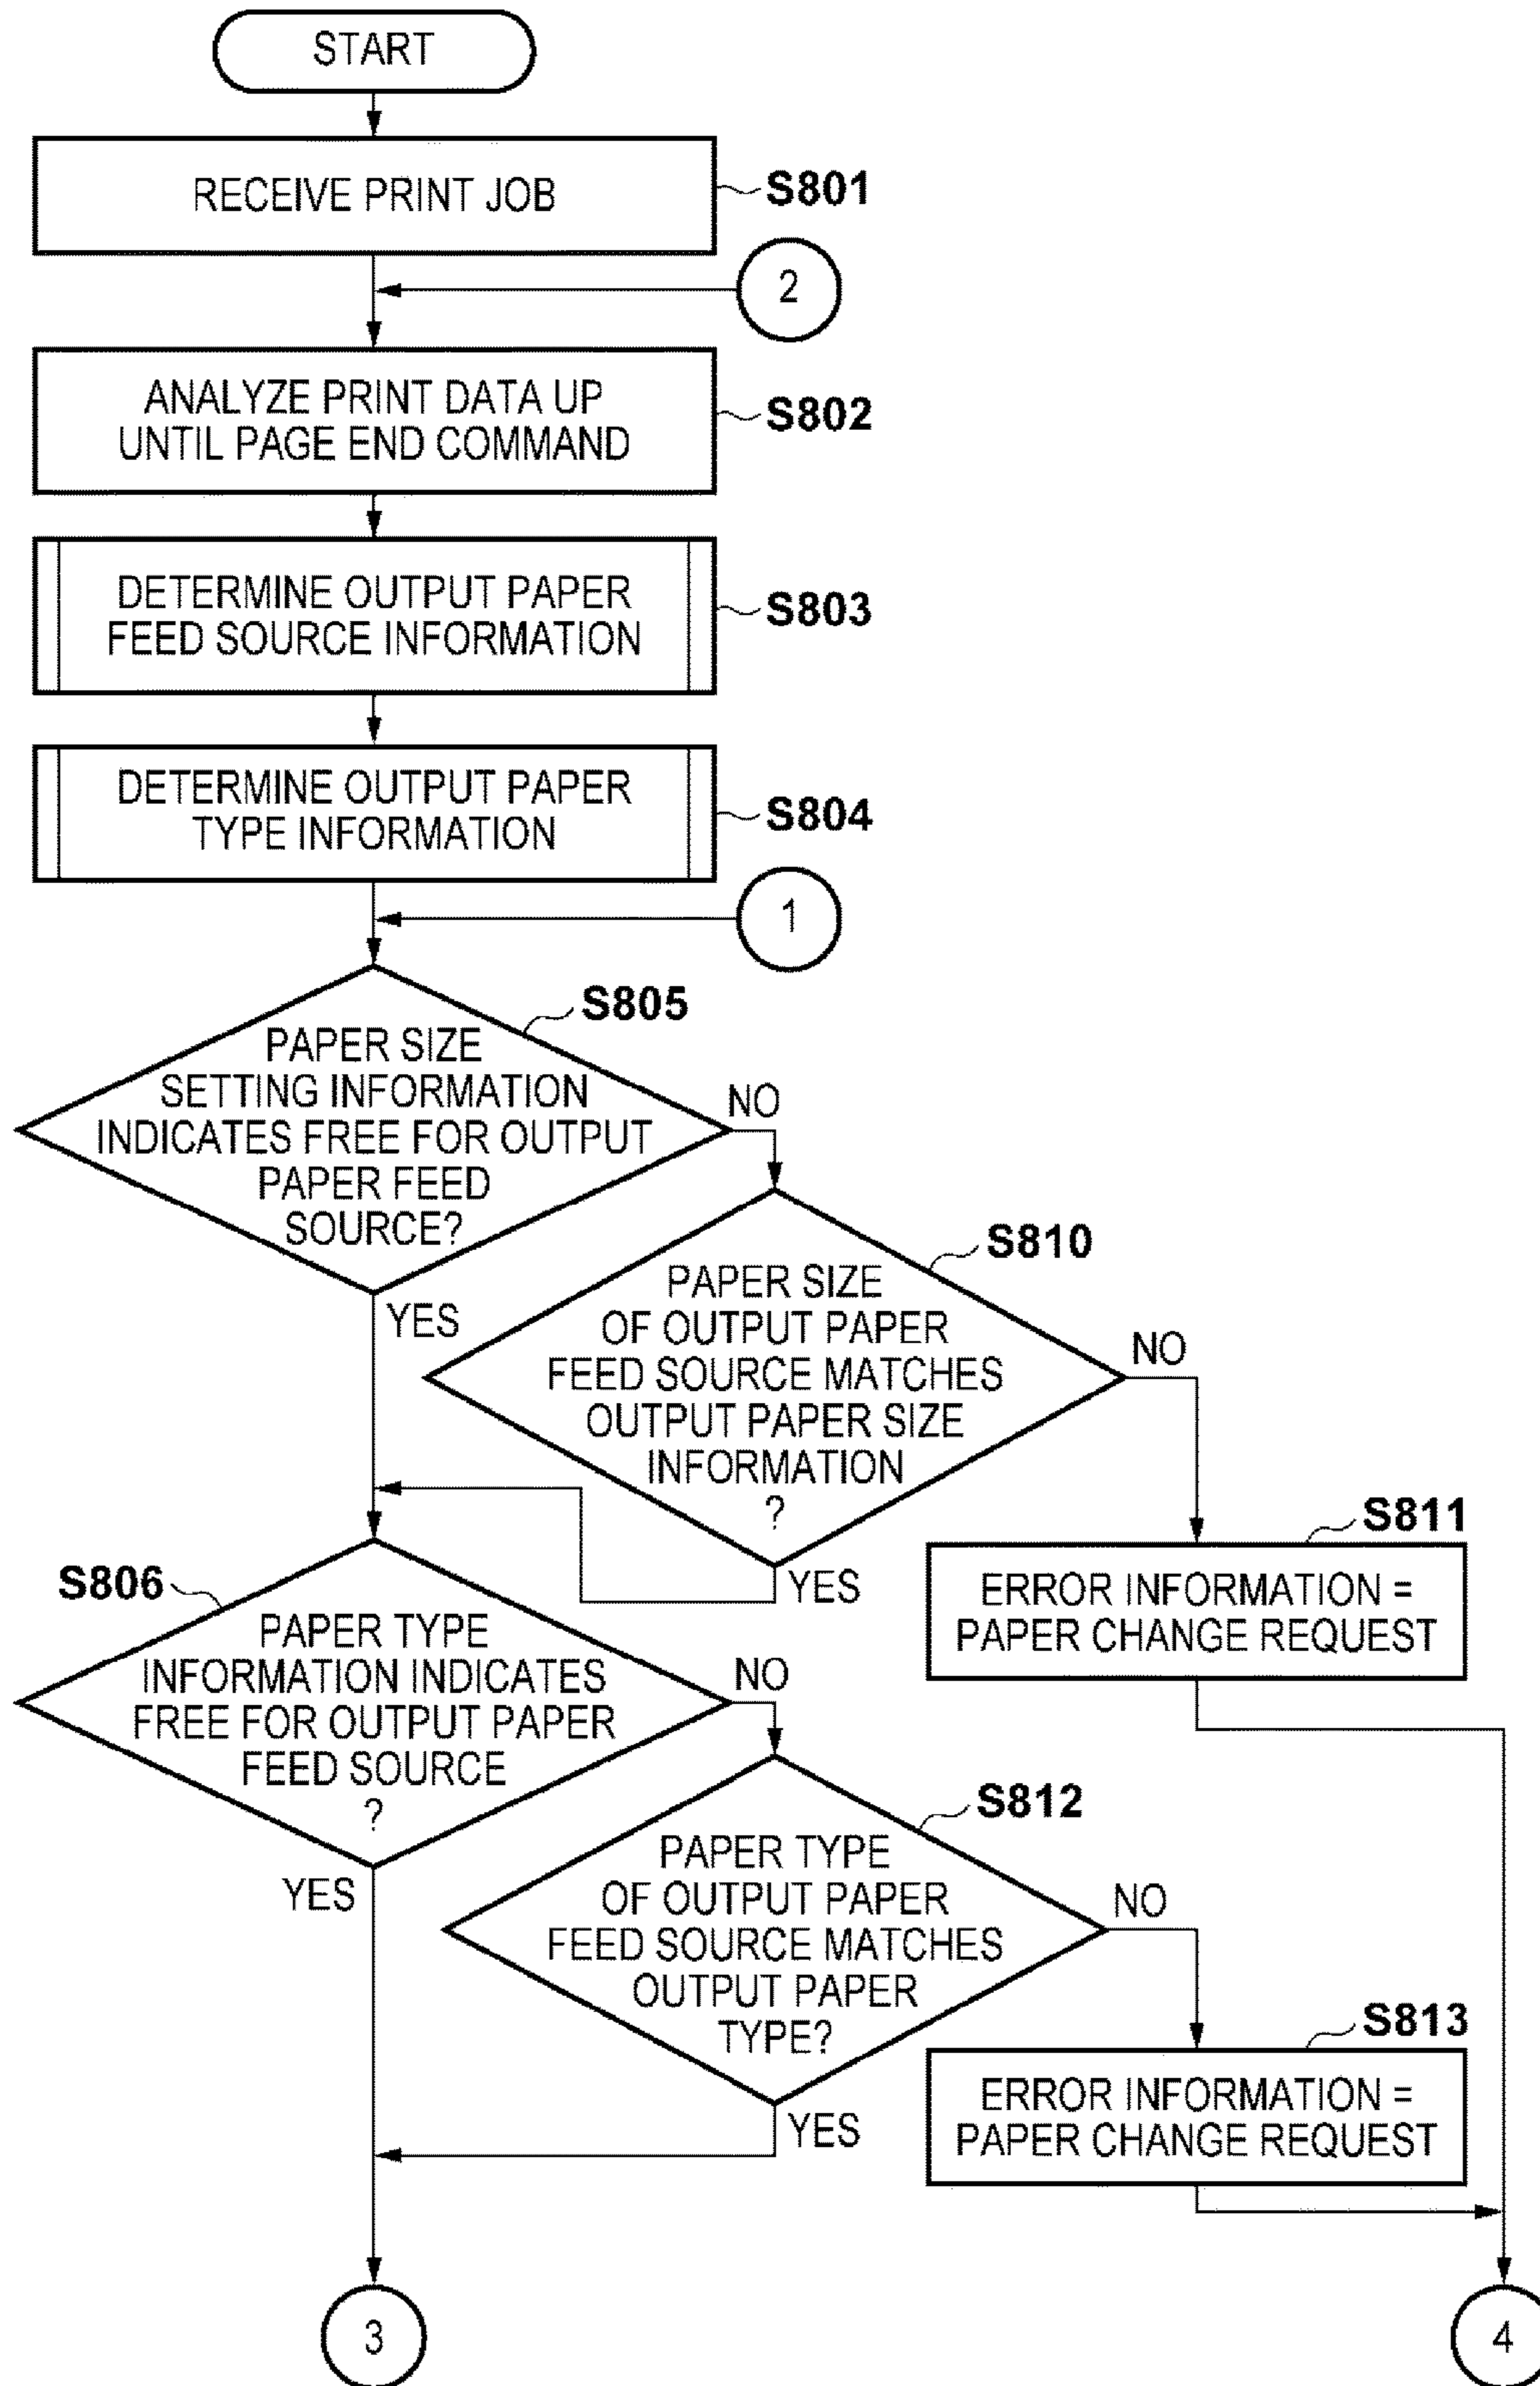 START
RECEIVE PRINT JOB
S801
2
ANALYZE PRINT DATA UP
UNTIL PAGE END COMMAND
S802
DETERMINE OUTPUT PAPER
FEED SOURCE INFORMATION
S803
DETERMINE OUTPUT PAPER
TYPE INFORMATION
S804
1
S805
PAPER SIZE
SETTING INFORMATION
INDICATES FREE FOR OUTPUT
PAPER FEED
SOURCE?
NO
YES
S810
PAPER SIZE
OF OUTPUT PAPER
FEED SOURCE MATCHES
OUTPUT PAPER SIZE
INFORMATION
?
NO
YES
S811
ERROR INFORMATION =
PAPER CHANGE REQUEST
S806
PAPER TYPE
INFORMATION INDICATES
FREE FOR OUTPUT PAPER
FEED SOURCE
?
NO
YES
S812
PAPER TYPE
OF OUTPUT PAPER
FEED SOURCE MATCHES
OUTPUT PAPER
TYPE?
NO
YES
S813
ERROR INFORMATION =
PAPER CHANGE REQUEST
3
4